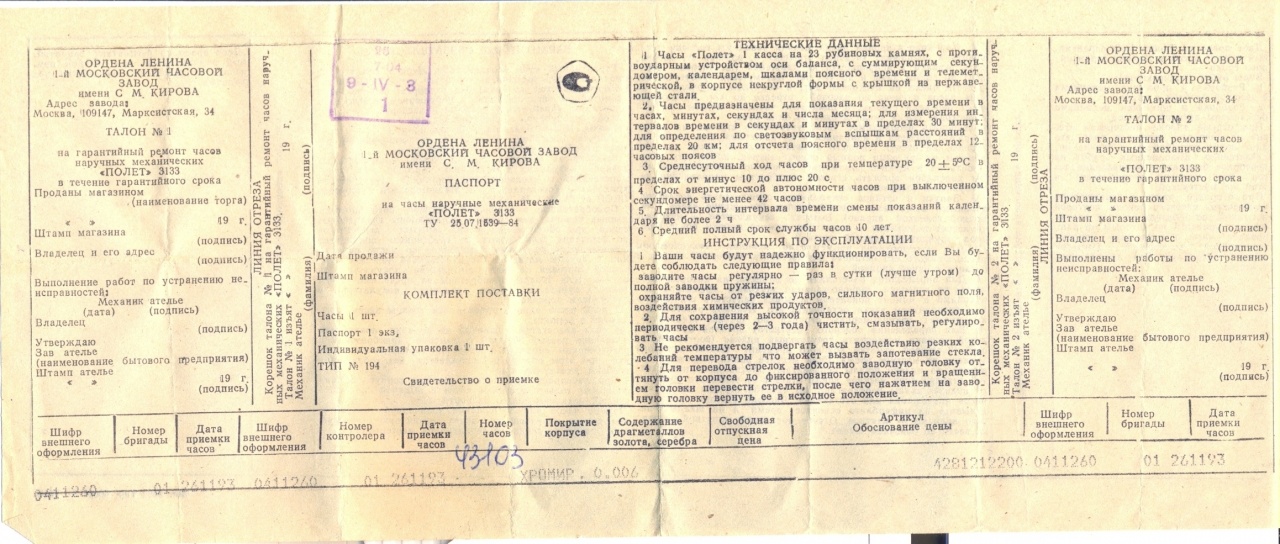 ОРДЕНА ЛЕНИНА
1-й МОСКОВСКИЙ ЧАСОВОЙ
ЗАВОД
имени С М. КИРОВА
Адрес завода:
Москва, 109147, Марксистская, 34
ТАЛОН № 1
на гарантийный ремонт часов
наручных механических
«ПОЛЕТ» 3133
в течение гарантийного срока
Проданы магазином
(наименование торга)
« » 19 г.
Штамп магазина
(подпись)
Владелец и его адрес
(подпись)
Выполнение работ по устранению не-
исправностей:
Механик ателье
(дата) (подпись)
Владелец
(подпись)
Утверждаю
Зав ателье
(наименование бытового предприятия)
Штамп ателье
« » 19 г.
(подпись)
ЛИНИЯ ОТРЕЗА
Корешок талона № 1 на гарантийный ремонт часов наруч.
ных механических «ПОЛЕТ» 3133.
Талон № 1 изъят « » 19 г.
Механик ателье
(фамилия) (подпись)
9-IV-3
1
ОРДЕНА ЛЕНИНА
1-й МОСКОВСКИЙ ЧАСОВОЙ ЗАВОД
имени С. М. КИРОВА
ПАСПОРТ
на часы наручные механические
«ПОЛЕТ» 3133
ТУ 25 07.1539—84
Дата продажи
Штамп магазина
КОМПЛЕКТ ПОСТАВКИ
Часы 1 шт.
Паспорт 1 экз,
Индивидуальная упаковка 1 шт.
ТИП № 194
Свидетельство о приемке
ТЕХНИЧЕСКИЕ ДАННЫЕ
1 Часы «Полет» 1 касса на 23 рубиновых камнях, с проти-
воударным устройством оси баланса, с суммирующим секун-
домером, календарем, шкалами поясного времени и телемет-
рической, в корпусе некруглой формы с крышкой из нержаве-
ющей стали.
2. Часы предназначены для показания текущего времени в
часах, минутах, секундах и числа месяца; для измерения ин-
тервалов времени в секундах и минутах в пределах 30 минут;
для определения по светозвуковым вспышкам расстояний в
пределах 20 км; для отсчета поясного времени в пределах 12-
часовых поясов
3. Среднесуточный ход часов при температуре 20±5°С в
пределах от минус 10 до плюс 20 с.
4 Срок энергетической автономности часов при выключенном
секундомере не менее 42 часов
5. Длительность интервала времени смены показаний кален-
даря не более 2 ч
6. Средний полный срок службы часов 10 лет.
ИНСТРУКЦИЯ ПО ЭКСПЛУАТАЦИИ
1 Ваши часы будут надежно функционировать, если Вы бу-
дете соблюдать следующие правила:
заводите часы регулярно — раз в сутки (лучше утром) до
полной заводки пружины;
охраняйте часы от резких ударов, сильного магнитного поля,
воздействия химических продуктов.
2. Для сохранения высокой точности показаний необходимо
периодически (через 2—3 года) чистить, смазывать, регулиро-
вать часы
3 Не рекомендуется подвергать часы воздействию резких ко-
лебаний температуры что может вызвать запотевание стекла.
4 Для перевода стрелок необходимо заводную головку от-
тянуть от корпуса до фиксированного положения и вращени-
ем головки перевести стрелки, после чего нажатием на заво-
дную головку вернуть ее в исходное положение.
Корешок талона № 2 на гарантийный ремонт часов наруч-
ных механических «ПОЛЕТ» 3133.
Талон № 2 изъят « » 19 г.
Механик ателье
(фамилия) (подпись)
ЛИНИЯ ОТРЕЗА
ОРДЕНА ЛЕНИНА
1-й МОСКОВСКИЙ ЧАСОВОЙ
ЗАВОД
имени С М. КИРОВА
Адрес завода:
Москва, 109147, Марксистская, 34
ТАЛОН № 2
на гарантийный ремонт часов
наручных механических
«ПОЛЕТ» 3133
в течение гарантийного срока
Проданы магазином
« » 19 г.
Штамп магазина
(подпись)
Владелец и его адрес
(подпись)
Выполнены работы по устранению
неисправностей:
Механик ателье
(дата) (подпись)
Владелец
(подпись)
Утверждаю
Зав ателье
(наименование бытового предприятия)
Штамп ателье
« » 19 г.
(подпись)
Шифр внешнего оформления
Номер бригады
Дата приемки часов
Шифр внешнего оформления
Номер контролера
Дата приемки часов
Номер часов
Покрытие корпуса
Содержание драгметаллов золота, серебра
Свободная отпускная цена
Артикул
Обоснование цены
Шифр внешнего оформления
Номер бригады
Дата приемки часов
43103
4281212200 0411260 01 261193
0411260 01 261193 0411260 01 261193 ХРОМИР. 0.006